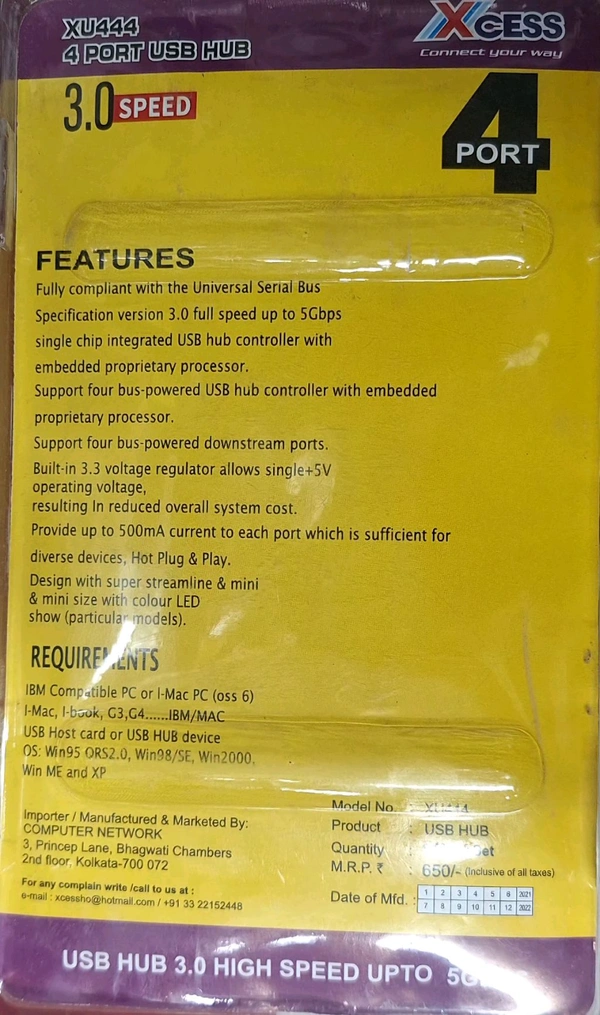 XU444
4 PORT USB HUB
XCESS
Connect your way
3.0 SPEED
4
PORT
FEATURES
Fully compliant with the Universal Serial Bus
Specification version 3.0 full speed up to 5Gbps
single chip integrated USB hub controller with
embedded proprietary processor.
Support four bus-powered USB hub controller with embedded
proprietary processor.
Support four bus-powered downstream ports.
Built-in 3.3 voltage regulator allows single+5V
operating voltage,
resulting In reduced overall system cost.
Provide up to 500mA current to each port which is sufficient for
diverse devices, Hot Plug & Play.
Design with super streamline & mini
& mini size with colour LED
show (particular models).
REQUIREMENTS
IBM Compatible PC or I-Mac PC (oss 6)
I-Mac, I-book, G3,G4......IBM/MAC
USB Host card or USB HUB device
OS: Win95 QRS2.0, Win98/SE, Win2000,
Win ME and XP
Importer / Manufactured & Marketed By:
COMPUTER NETWORK
3, Princep Lane, Bhagwati Chambers
2nd floor, Kolkata-700 072
For any complain write /call to us at :
e-mail : xcessho@hotmail.com / +91 33 22152448
Model No. : XU444
Product : USB HUB
Quantity :
M.R.P. ₹ : 650/- (Inclusive of all taxes)
Date of Mfd. : 1 2 3 4 5 6 2021
7 8 9 10 11 12 2022
USB HUB 3.0 HIGH SPEED UPTO